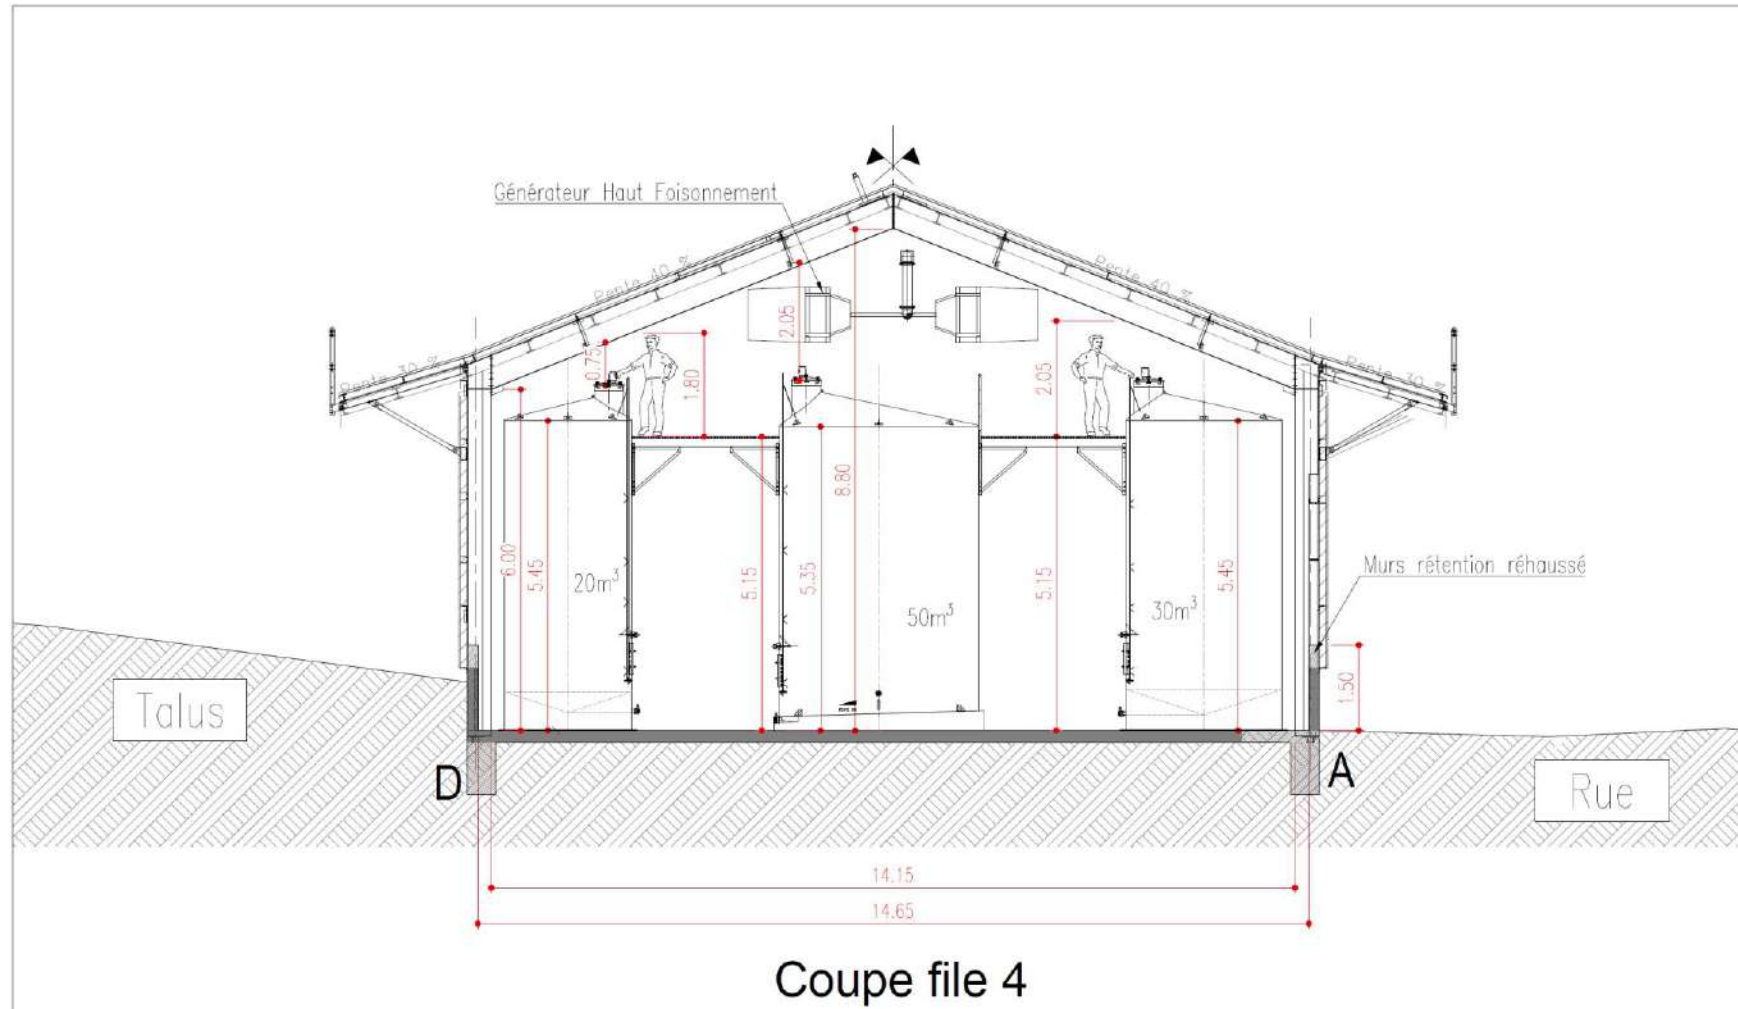 Générateur Haut Foisonnement
Pente 40 %
Pente 40 %
Pente 30 %
Pente 30 %
2.05
0.75
1.80
2.05
8.80
6.00
5.45
20m³
5.15
5.35
50m³
5.15
30m³
5.45
Murs rétention réhaussé
1.50
Talus
D
A
Rue
14.15
14.65
Coupe file 4